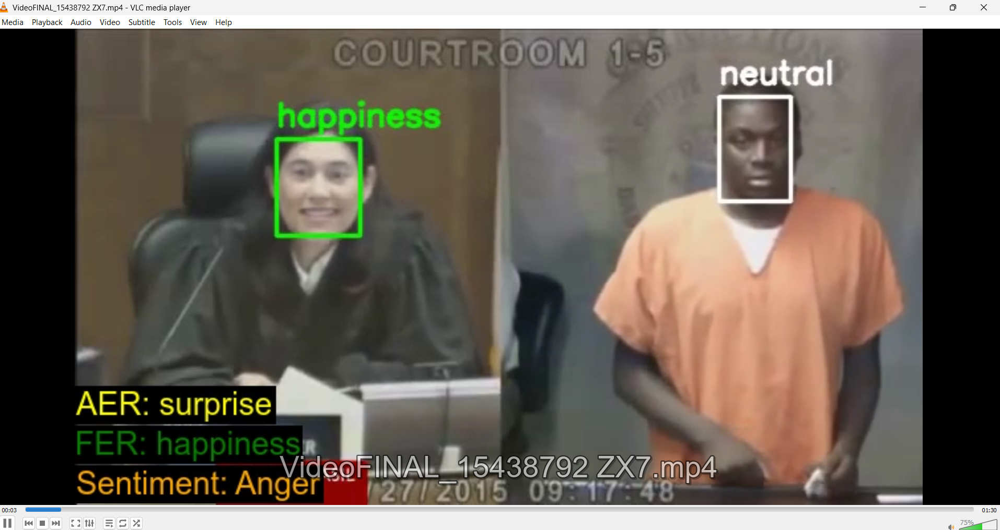 VideoFINAL_15438792 ZX7.mp4 - VLC media player
Media Playback Audio Video Subtitle Tools View Help
COURTROOM 1-5
neutral
happiness
AER: surprise
FER: happiness
VideoFINAL_15438792 ZX7.mp4
Sentiment: Anger
/27/2015 09:17:48
00:03
01:30
75%